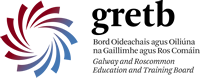 gretb
Bord Oideachais agus Oiliúna
na Gaillimhe agus Ros Comáin
Galway and Roscommon
Education and Training Board